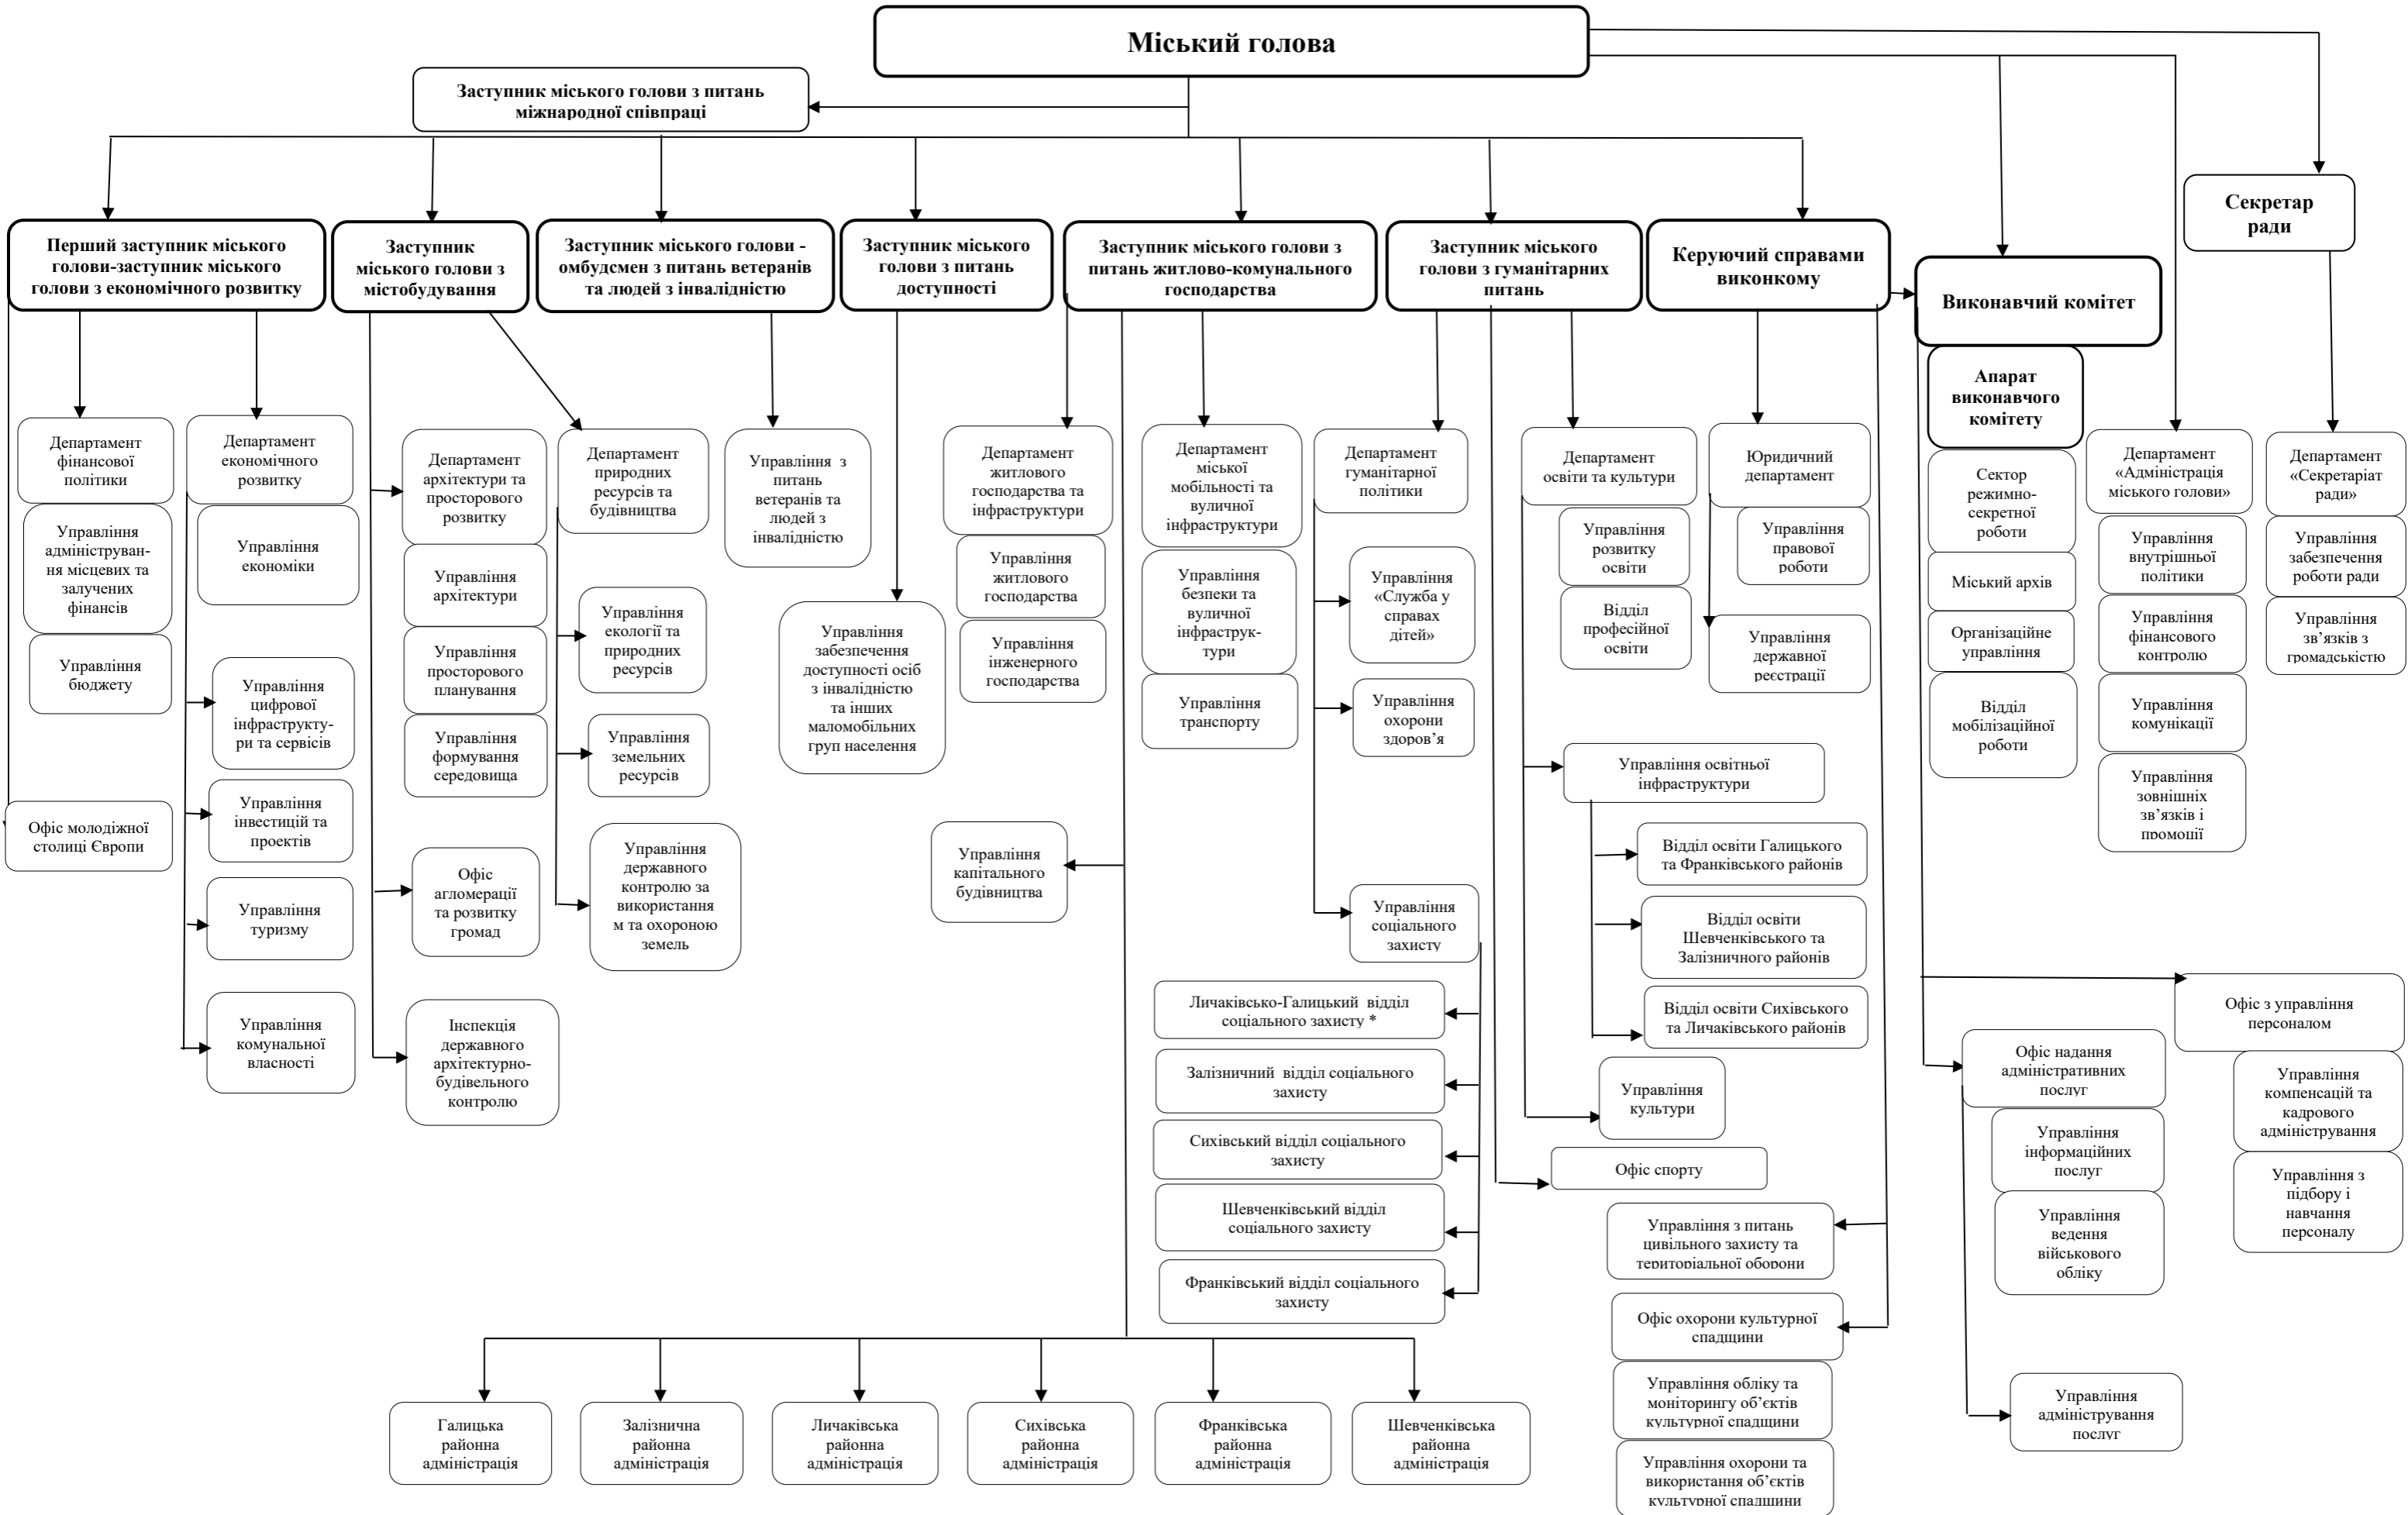 Міський голова
Заступник міського голови з питань
міжнародної співпраці
Секретар
ради
Перший заступник міського
голови-заступник міського
голови з економічного розвитку
Заступник
міського голови з
містобудування
Заступник міського голови -
омбудсмен з питань ветеранів
та людей з інвалідністю
Заступник міського
голови з питань
доступності
Заступник міського голови з
питань житлово-комунального
господарства
Заступник міського
голови з гуманітарних
питань
Керуючий справами
виконкому
Виконавчий комітет
Апарат
виконавчого
комітету
Департамент
фінансової
політики
Управління
адмініструван-
ня місцевих та
залучених
фінансів
Управління
бюджету
Офіс молодіжної
столиці Європи
Департамент
економічного
розвитку
Управління
економіки
Управління
цифрової
інфраструкту-
ри та сервісів
Управління
інвестицій та
проектів
Управління
туризму
Управління
комунальної
власності
Департамент
архітектури та
просторового
розвитку
Управління
архітектури
Управління
просторового
планування
Управління
формування
середовища
Офіс
агломерації
та розвитку
громад
Інспекція
державного
архітектурно-
будівельного
контролю
Департамент
природних
ресурсів та
будівництва
Управління
екології та
природних
ресурсів
Управління
земельних
ресурсів
Управління
державного
контролю за
використання
м та охороною
земель
Управління з
питань
ветеранів та
людей з
інвалідністю
Управління
забезпечення
доступності осіб
з інвалідністю
та інших
маломобільних
груп населення
Департамент
житлового
господарства та
інфраструктури
Управління
житлового
господарства
Управління
інженерного
господарства
Управління
капітального
будівництва
Департамент
міської
мобільності та
вуличної
інфраструктури
Управління
безпеки та
вуличної
інфраструк-
тури
Управління
транспорту
Департамент
гуманітарної
політики
Управління
«Служба у
справах
дітей»
Управління
охорони
здоров’я
Управління
соціального
захисту
Личаківсько-Галицький відділ
соціального захисту *
Залізничний відділ соціального
захисту
Сихівський відділ соціального
захисту
Шевченківський відділ
соціального захисту
Франківський відділ соціального
захисту
Департамент
освіти та культури
Управління
розвитку
освіти
Відділ
професійної
освіти
Управління освітньої
інфраструктури
Відділ освіти Галицького
та Франківського районів
Відділ освіти
Шевченківського та
Залізничного районів
Відділ освіти Сихівського
та Личаківського районів
Управління
культури
Офіс спорту
Юридичний
департамент
Управління
правової
роботи
Управління
державної
реєстрації
Управління з питань
цивільного захисту та
територіальної оборони
Офіс охорони культурної
спадщини
Управління обліку та
моніторингу об’єктів
культурної спадщини
Управління охорони та
використання об’єктів
культурної спадщини
Сектор
режимно-
секретної
роботи
Міський архів
Організаційне
управління
Відділ
мобілізаційної
роботи
Департамент
«Адміністрація
міського голови»
Управління
внутрішньої
політики
Управління
фінансового
контролю
Управління
комунікації
Управління
зовнішніх
зв’язків і
промоції
Департамент
«Секретаріат
ради»
Управління
забезпечення
роботи ради
Управління
зв’язків з
громадськістю
Офіс з управління
персоналом
Управління
компенсацій та
кадрового
адміністрування
Управління з
підбору і
навчання
персоналу
Офіс надання
адміністративних
послуг
Управління
інформаційних
послуг
Управління
ведення
військового
обліку
Управління
адміністрування
послуг
Галицька
районна
адміністрація
Залізнична
районна
адміністрація
Личаківська
районна
адміністрація
Сихівська
районна
адміністрація
Франківська
районна
адміністрація
Шевченківська
районна
адміністрація